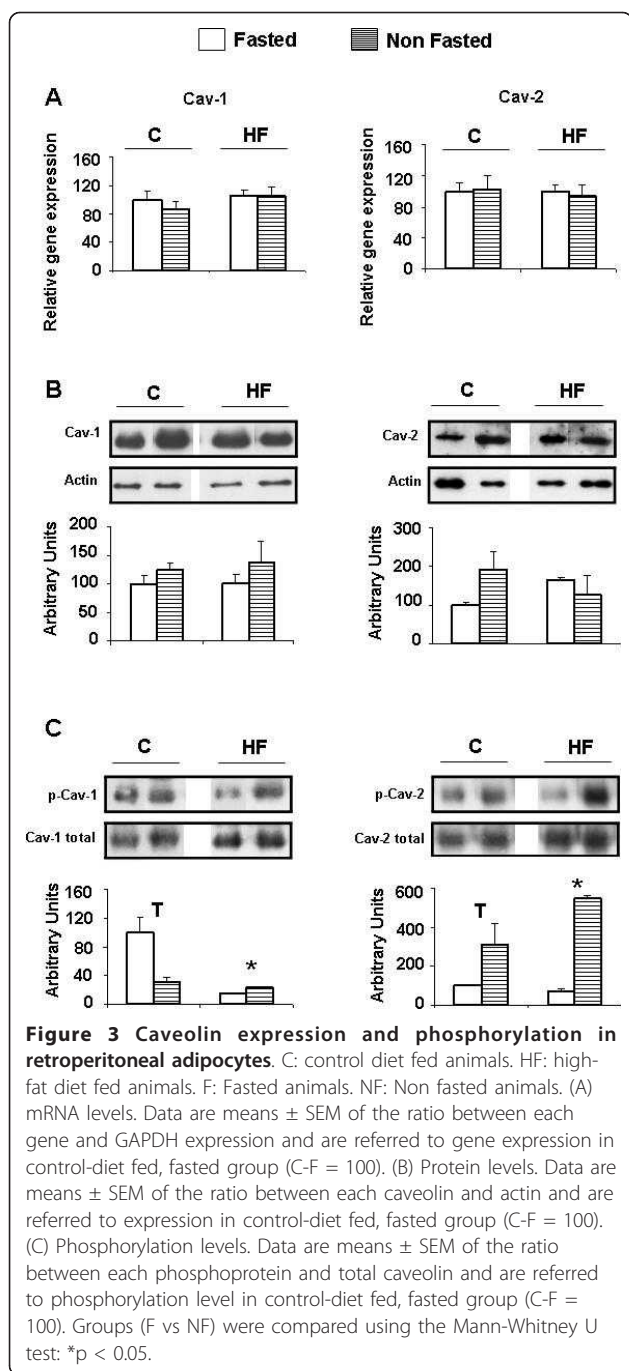 Fasted Non Fasted
A
Cav-1 Cav-2
C HF C HF
Relative gene expression
160
120
80
40
0
Relative gene expression
160
120
80
40
0
B
C HF C HF
Cav-1 Cav-2
Actin Actin
Arbitrary Units
200
150
100
50
0
Arbitrary Units
300
200
100
0
C
C HF C HF
p-Cav-1 p-Cav-2
Cav-1 total Cav-2 total
Arbitrary Units
160
120
80
40
0
T *
Arbitrary Units
600
400
200
0
T *
Figure 3 Caveolin expression and phosphorylation in
retroperitoneal adipocytes. C: control diet fed animals. HF: high-
fat diet fed animals. F: Fasted animals. NF: Non fasted animals. (A)
mRNA levels. Data are means ± SEM of the ratio between each
gene and GAPDH expression and are referred to gene expression in
control-diet fed, fasted group (C-F = 100). (B) Protein levels. Data are
means ± SEM of the ratio between each caveolin and actin and are
referred to expression in control-diet fed, fasted group (C-F = 100).
(C) Phosphorylation levels. Data are means ± SEM of the ratio
between each phosphoprotein and total caveolin and are referred
to phosphorylation level in control-diet fed, fasted group (C-F =
100). Groups (F vs NF) were compared using the Mann-Whitney U
test: *p < 0.05.